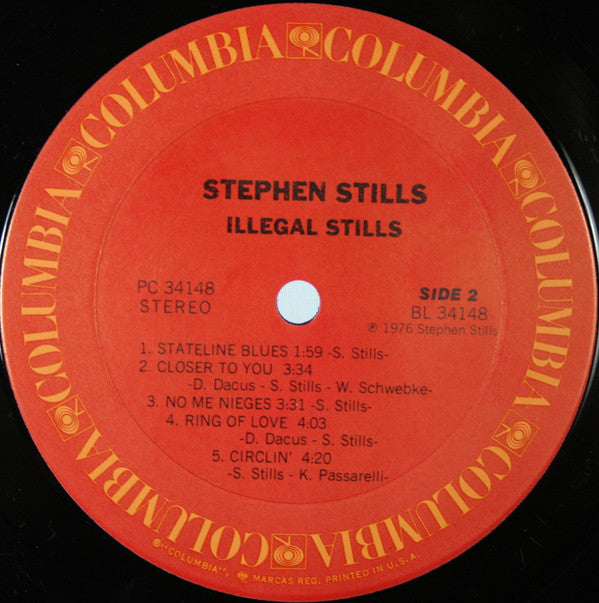 COLUMBIA COLUMBIA COLUMBIA COLUMBIA COLUMBIA COLUMBIA COLUMBIA
STEPHEN STILLS
ILLEGAL STILLS
PC 34148
STEREO
SIDE 2
BL 34148
℗ 1976 Stephen Stills
1. STATELINE BLUES 1:59 -S. Stills-
2. CLOSER TO YOU 3:34
-D. Dacus - S. Stills - W. Schwebke-
3. NO ME NIEGES 3:31 -S. Stills-
4. RING OF LOVE 4:03
-D. Dacus - S. Stills-
5. CIRCLIN' 4:20
-S. Stills - K. Passarelli-
®"COLUMBIA", MARCAS REG. PRINTED IN U.S.A.